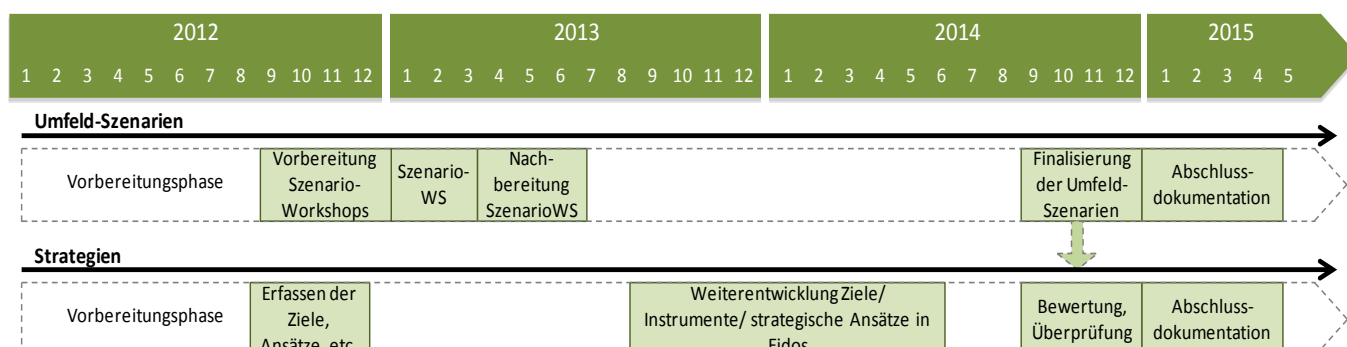 2012 2013 2014 2015
1 2 3 4 5 6 7 8 9 10 11 12 1 2 3 4 5 6 7 8 9 10 11 12 1 2 3 4 5 6 7 8 9 10 11 12 1 2 3 4 5
Umfeld-Szenarien
Vorbereitungsphase
Vorbereitung
Szenario-
Workshops
Szenario-
WS
Nach-
bereitung
SzenarioWS
Finalisierung
der Umfeld-
Szenarien
Abschluss-
dokumentation
Strategien
Vorbereitungsphase
Erfassen der
Ziele,
Ansätze, etc.
Weiterentwicklung Ziele/
Instrumente/ strategische Ansätze in
Eidos
Bewertung,
Überprüfung
Abschluss-
dokumentation